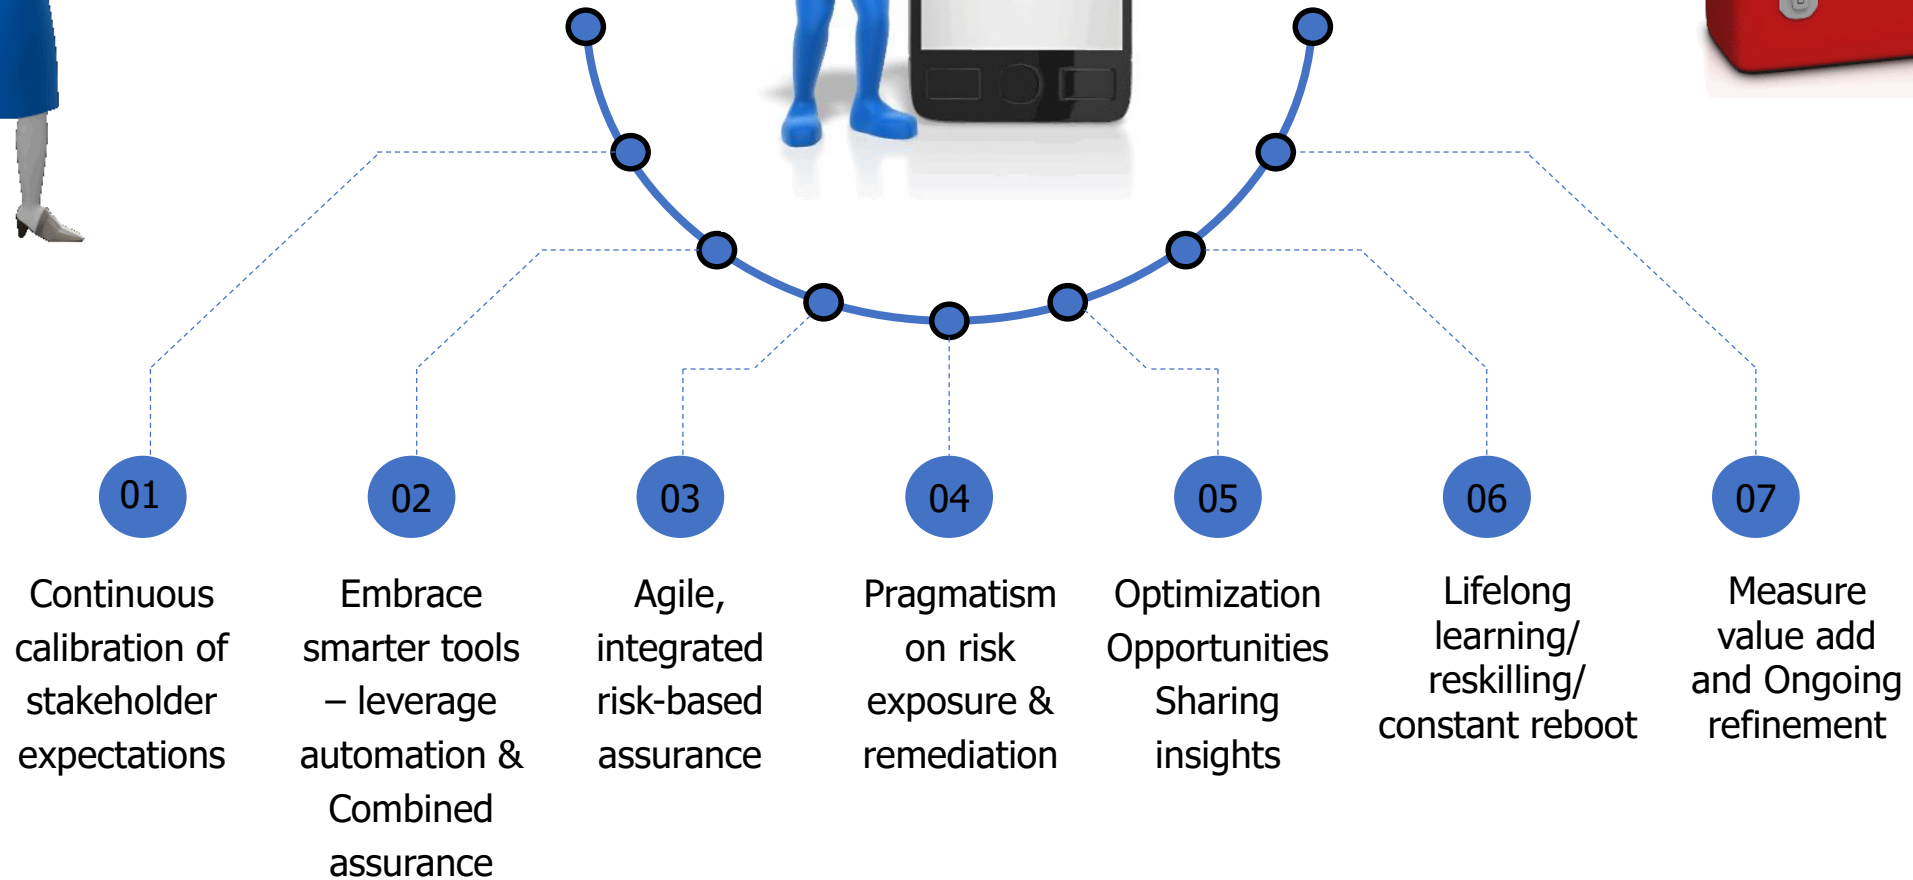 01
Continuous
calibration of
stakeholder
expectations
02
Embrace
smarter tools
– leverage
automation &
Combined
assurance
03
Agile,
integrated
risk-based
assurance
04
Pragmatism
on risk
exposure &
remediation
05
Optimization
Opportunities
Sharing
insights
06
Lifelong
learning/
reskilling/
constant reboot
07
Measure
value add
and Ongoing
refinement